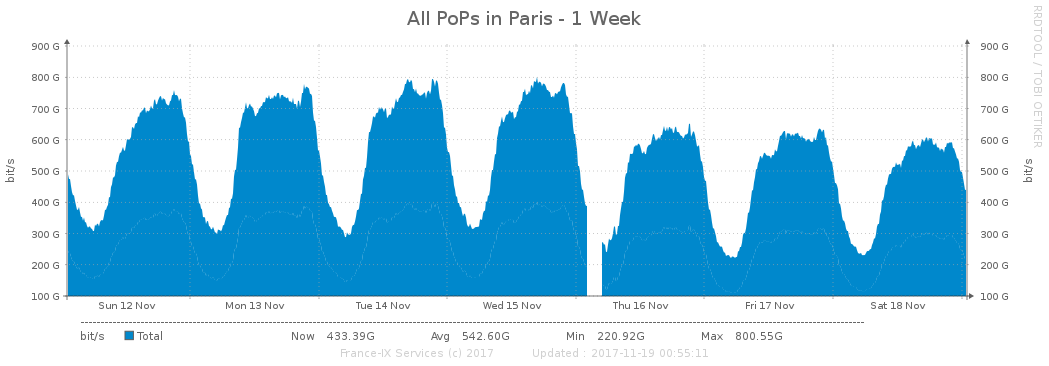 All PoPs in Paris - 1 Week
RRDTOOL / TOBI OETIKER
bit/s
900 G 900 G
800 G 800 G
700 G 700 G
600 G 600 G
500 G 500 G
400 G 400 G
300 G 300 G
200 G 200 G
100 G 100 G
bit/s
Sun 12 Nov Mon 13 Nov Tue 14 Nov Wed 15 Nov Thu 16 Nov Fri 17 Nov Sat 18 Nov
bit/s Total Now 433.39G Avg 542.60G Min 220.92G Max 800.55G
France-IX Services (c) 2017 Updated : 2017-11-19 00:55:11